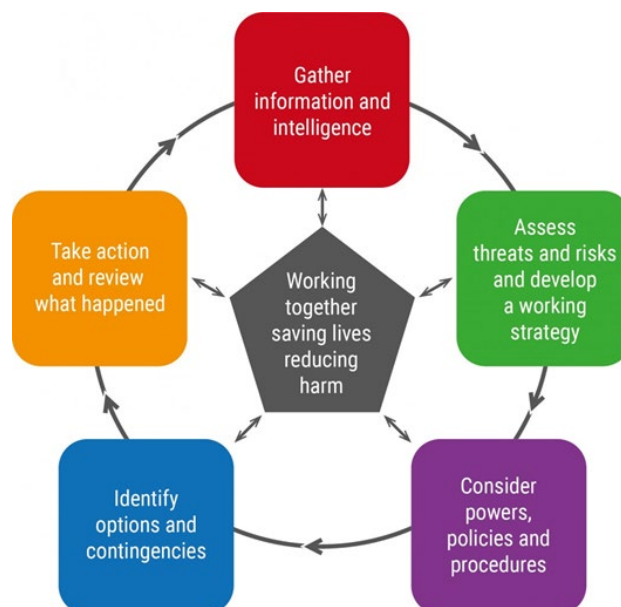 Gather
information and
intelligence
Assess
threats and risks
and develop
a working
strategy
Consider
powers,
policies and
procedures
Identify
options and
contingencies
Take action
and review
what happened
Working
together
saving lives
reducing
harm